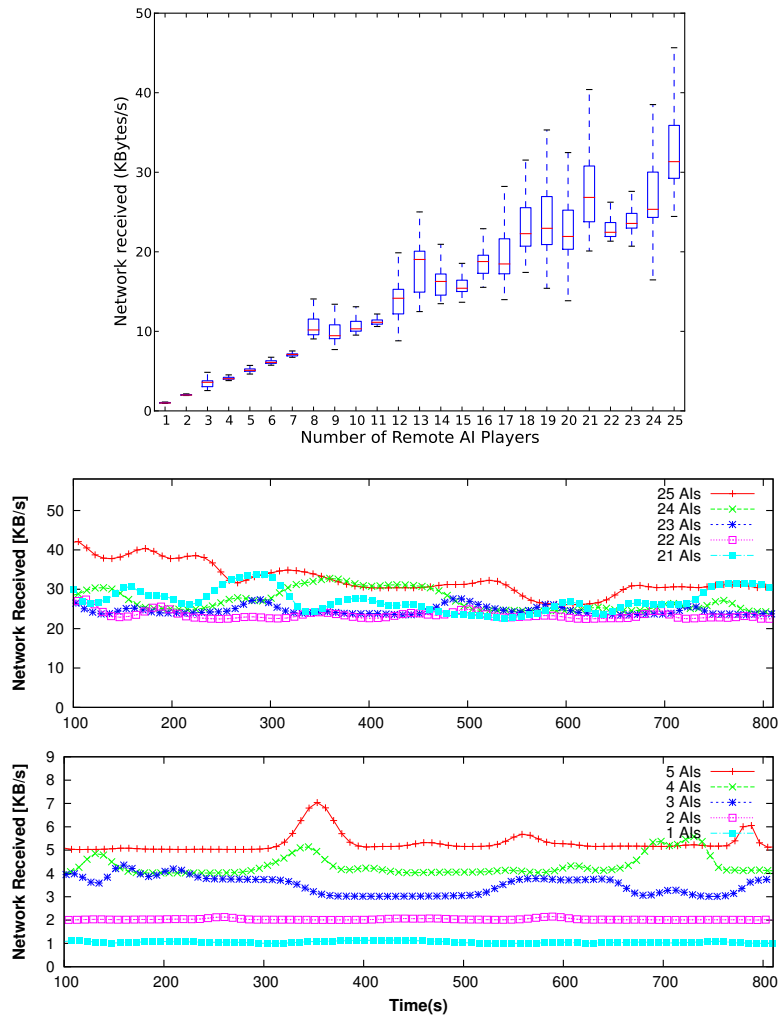 50
40
30
20
10
0
Network received (KBytes/s)
1 2 3 4 5 6 7 8 9 10 11 12 13 14 15 16 17 18 19 20 21 22 23 24 25
Number of Remote AI Players
Network Received [KB/s]
50
40
30
20
10
0
100 200 300 400 500 600 700 800
25 AIs
24 AIs
23 AIs
22 AIs
21 AIs
Network Received [KB/s]
9
8
7
6
5
4
3
2
1
0
100 200 300 400 500 600 700 800
5 AIs
4 AIs
3 AIs
2 AIs
1 AIs
Time(s)